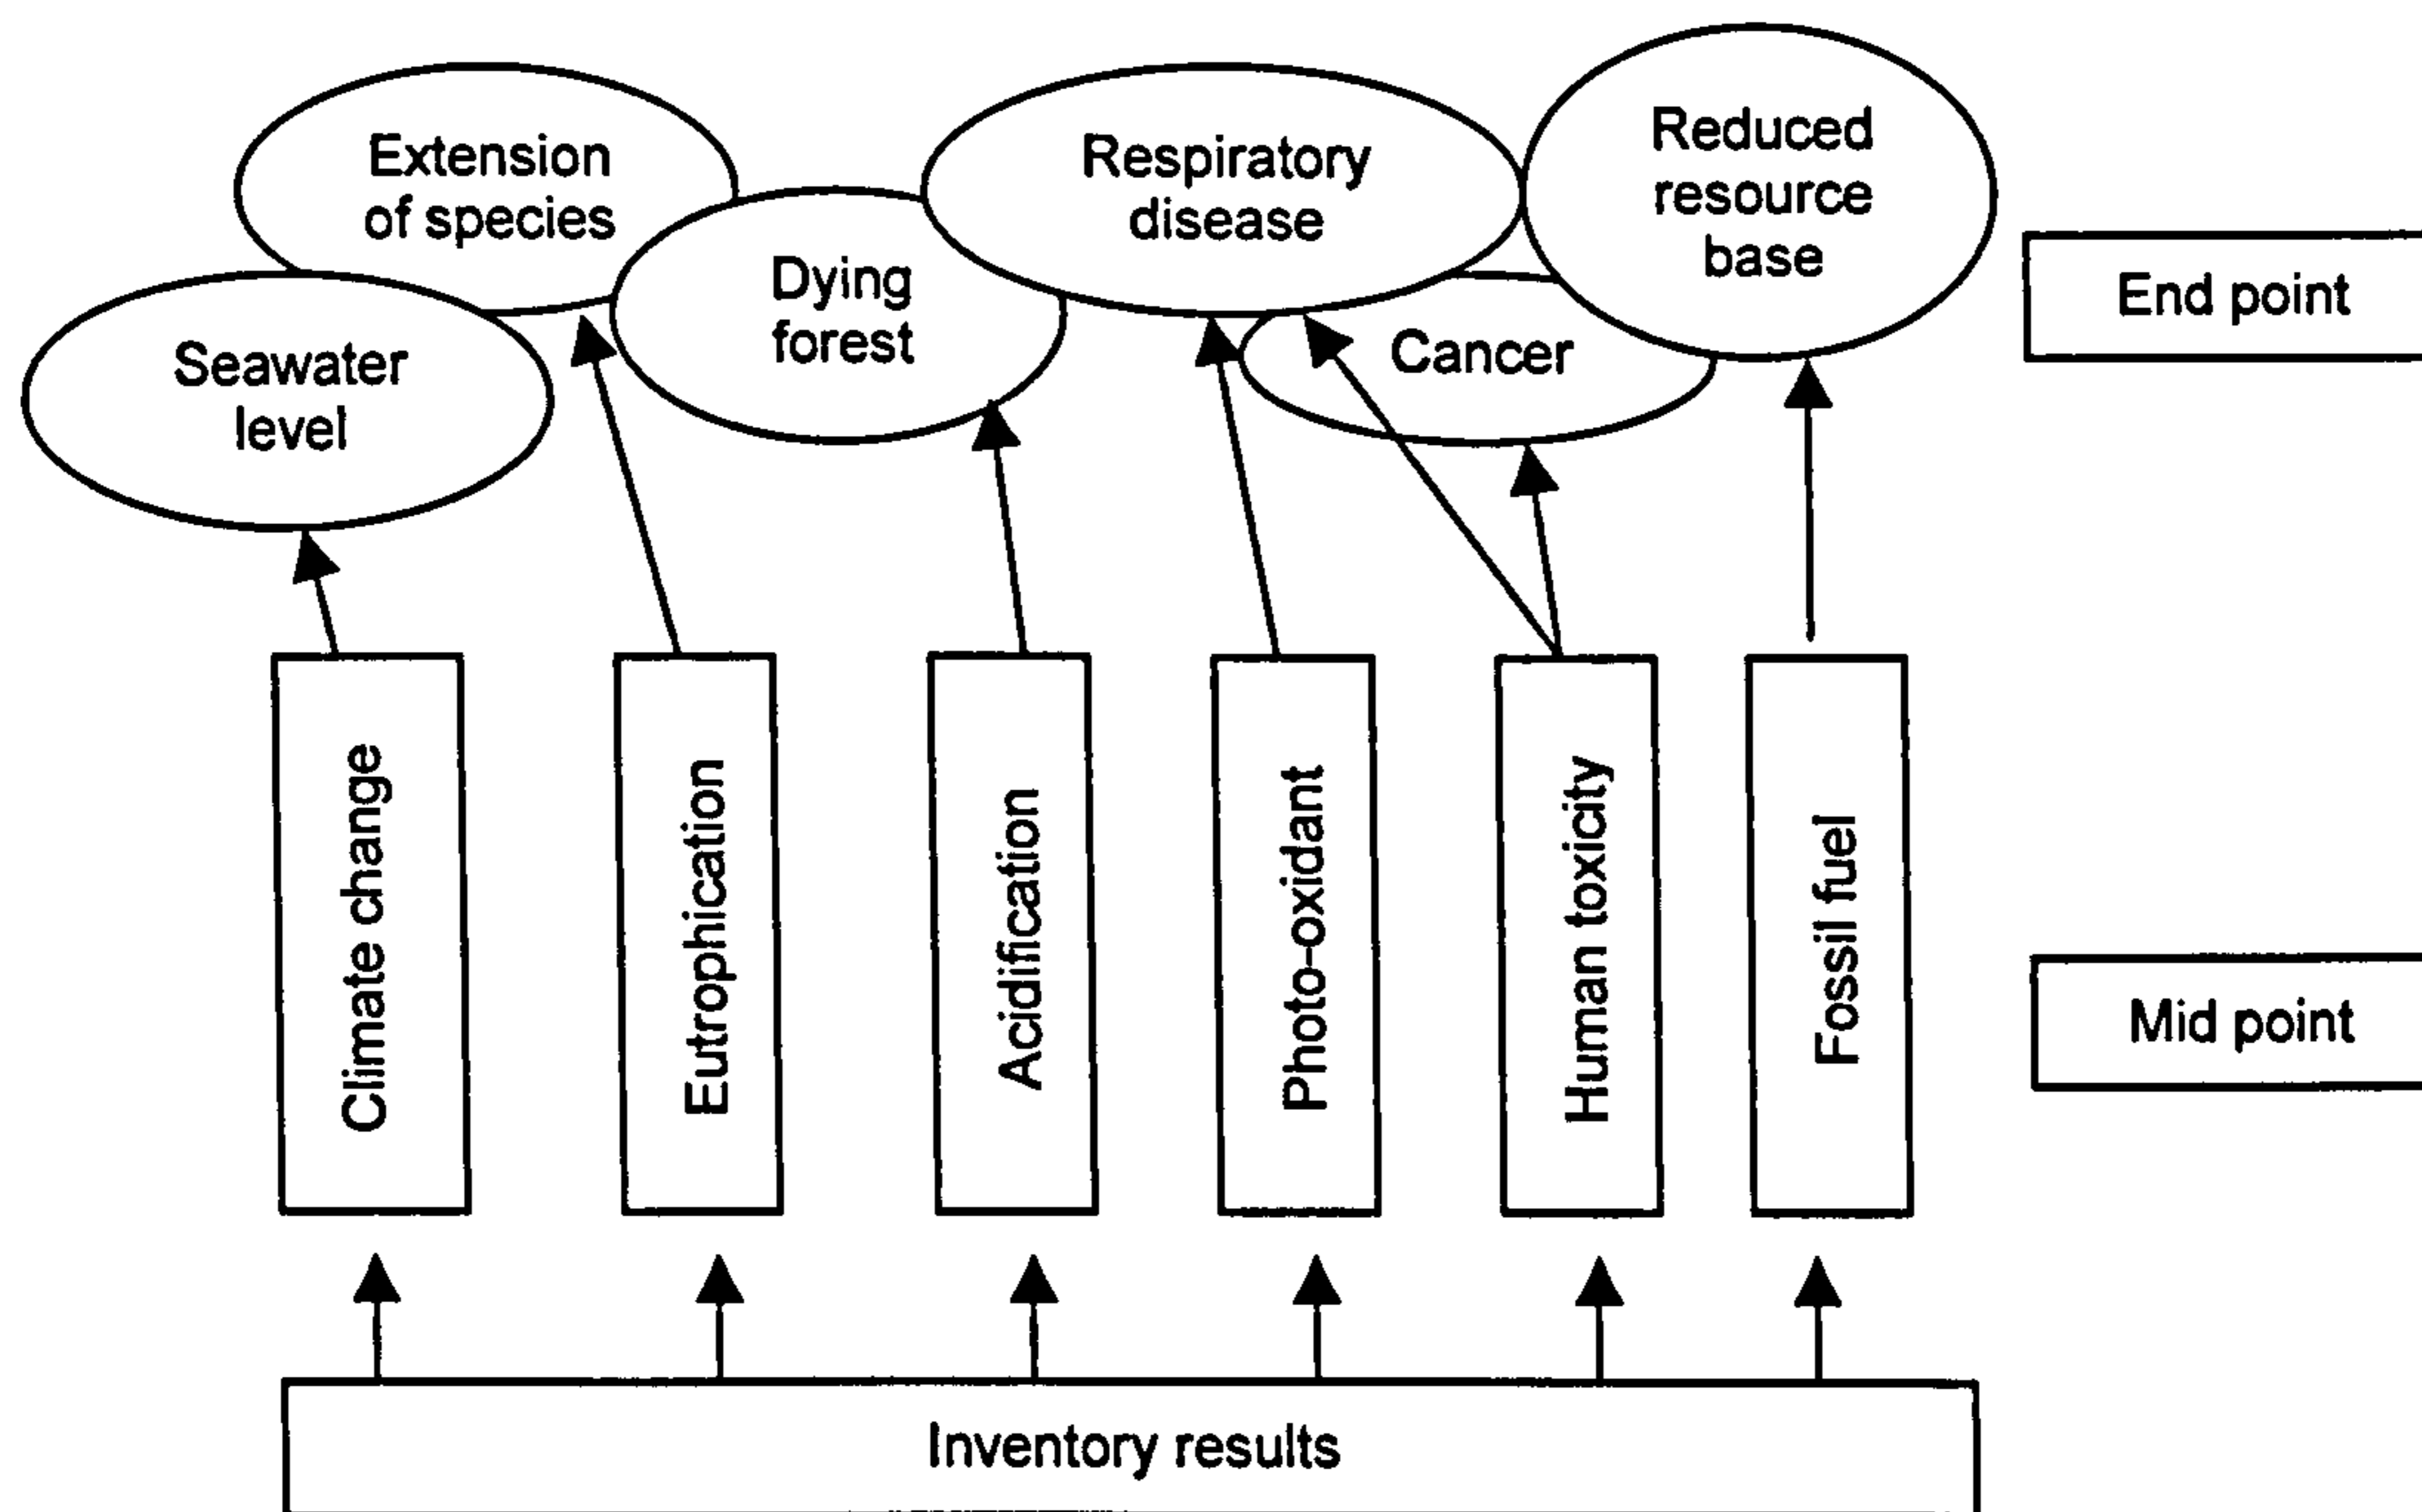 Extension
of species
Respiratory
disease
Reduced
resource
base
Dying
forest
Seawater
level
Cancer
End point
Climate change
Eutrophication
Acidification
Photo-oxidant
Human toxicity
Fossil fuel
Mid point
Inventory results